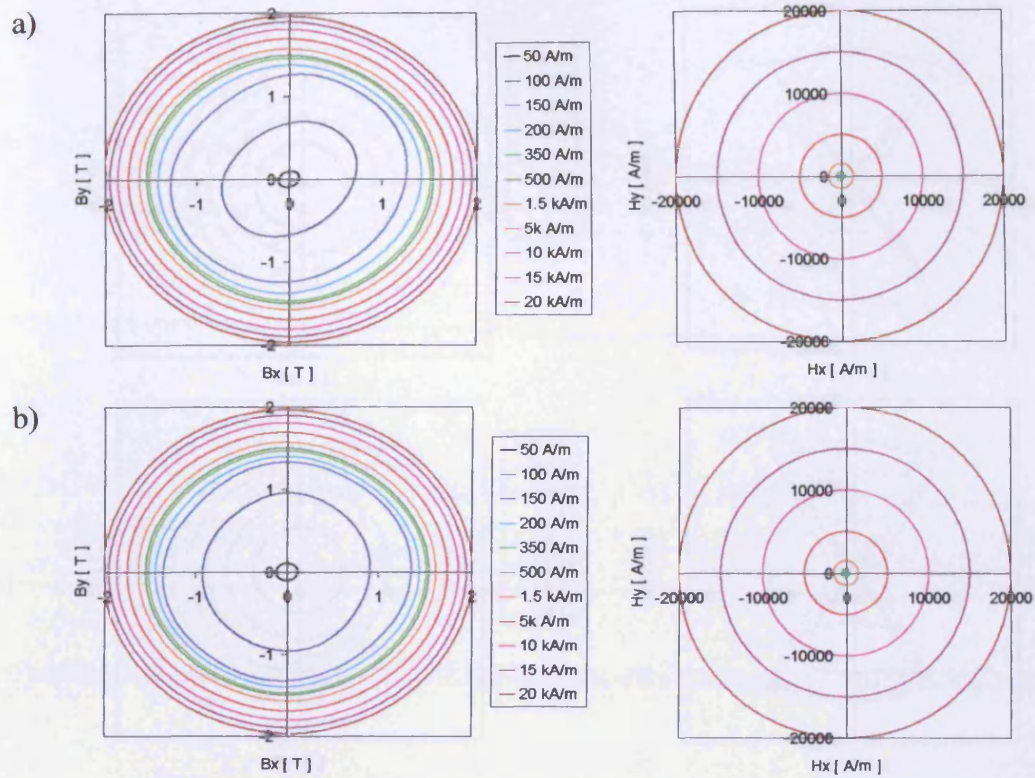 a)
By [ T ]
2
1
0
-1
-2
-2
-1
0
1
2
Bx [ T ]
50 A/m
100 A/m
150 A/m
200 A/m
350 A/m
500 A/m
1.5 kA/m
5k A/m
10 kA/m
15 kA/m
20 kA/m
Hy [ A/m ]
20000
10000
0
-10000
-20000
-20000
-10000
0
10000
20000
Hx [ A/m ]
b)
By [ T ]
2
1
0
-1
-2
-2
-1
0
1
2
Bx [ T ]
50 A/m
100 A/m
150 A/m
200 A/m
350 A/m
500 A/m
1.5 kA/m
5k A/m
10 kA/m
15 kA/m
20 kA/m
Hy [ A/m ]
20000
10000
0
-10000
-20000
-20000
-10000
0
10000
20000
Hx [ A/m ]